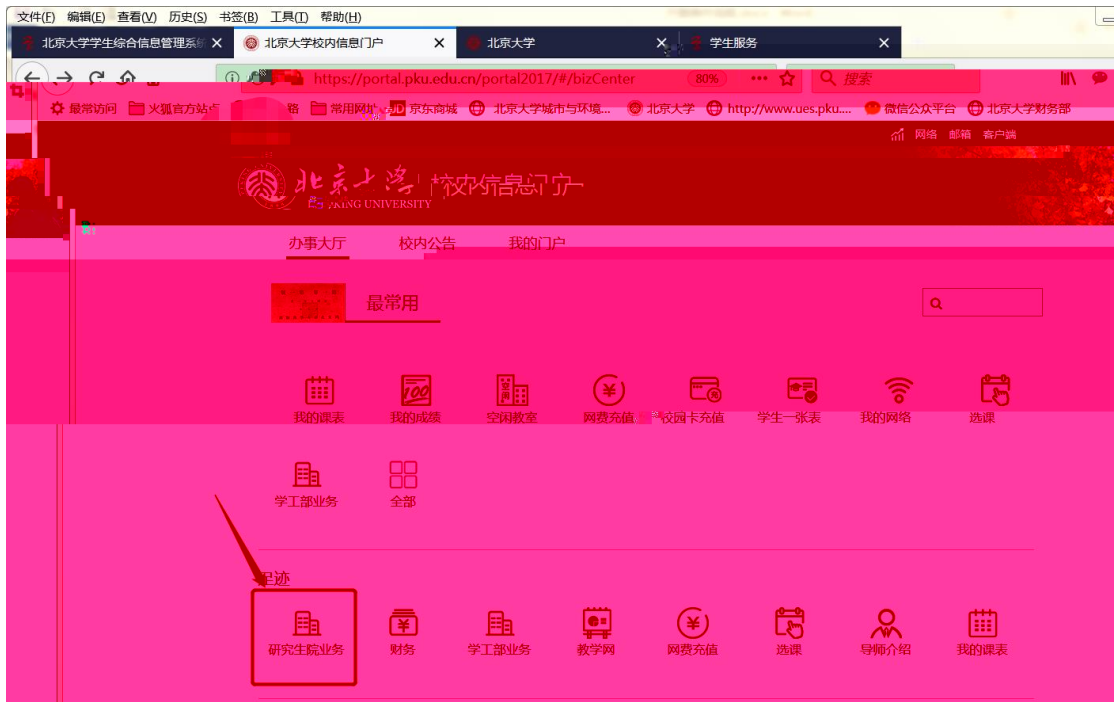 文件(F) 编辑(E) 查看(V) 历史(S) 书签(B) 工具(T) 帮助(H)
北京大学学生综合信息管理系统 北京大学校内信息门户 北京大学 学生服务
https://portal.pku.edu.cn/portal2017/#/bizCenter 80% 搜索
最常访问 火狐官方站点 常用网址 JD 京东商城 北京大学城市与环境... 北京大学 http://www.ues.pku.... 微信公众平台 北京大学财务部
网络 邮箱 客户端
北京大学 校内信息门户
PEKING UNIVERSITY
办事大厅 校内公告 我的门户
最常用
我的课表 我的成绩 空闲教室 网费充值 校园卡充值 学生一张表 我的网络 选课
学工部业务 全部
足迹
研究生院业务 财务 学工部业务 教学网 网费充值 选课 导师介绍 我的课表